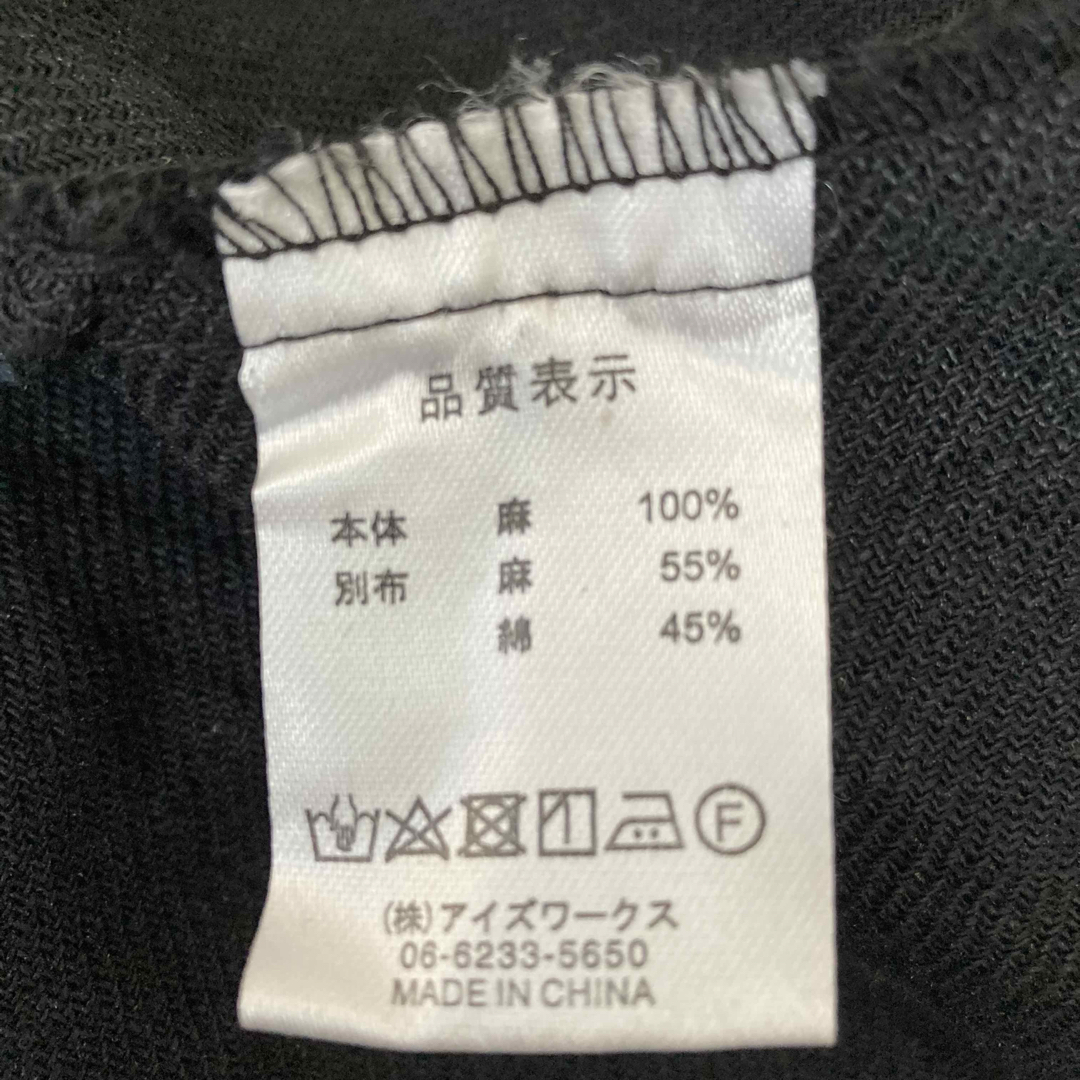 品質表示
本体 麻 100%
別布 麻 55%
綿 45%
F
(株)アイズワークス
06-6233-5650
MADE IN CHINA